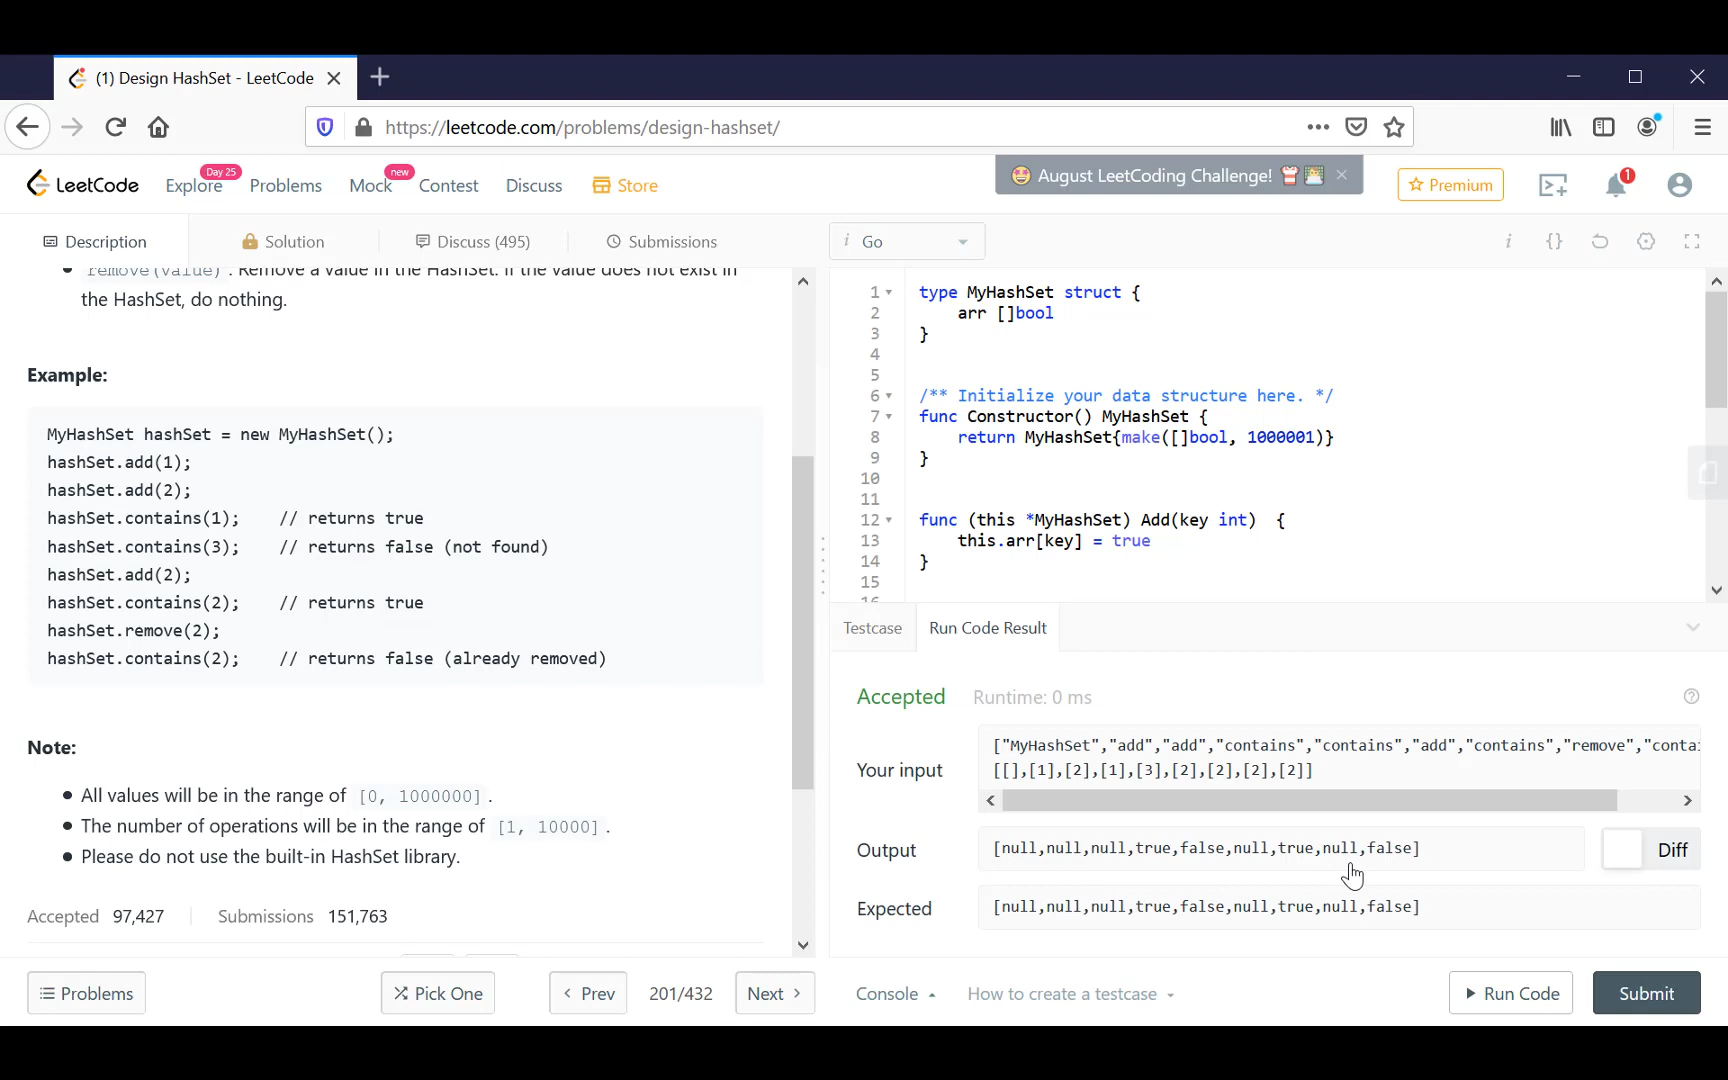 (1) Design HashSet - LeetCode
https://leetcode.com/problems/design-hashset/
LeetCode
Explore
Day 25
Problems
Mock
new
Contest
Discuss
Store
August LeetCoding Challenge!
Premium
1
Description
Solution
Discuss (495)
Submissions
remove(value) : Remove a value in the HashSet. If the value does not exist in
the HashSet, do nothing.
Example:
MyHashSet hashSet = new MyHashSet();
hashSet.add(1);
hashSet.add(2);
hashSet.contains(1);    // returns true
hashSet.contains(3);    // returns false (not found)
hashSet.add(2);
hashSet.contains(2);    // returns true
hashSet.remove(2);
hashSet.contains(2);    // returns false (already removed)
Note:
All values will be in the range of [0, 1000000].
The number of operations will be in the range of [1, 10000].
Please do not use the built-in HashSet library.
Accepted 97,427
Submissions 151,763
Problems
Pick One
Prev
201/432
Next
i Go
i {}
1 type MyHashSet struct {
2     arr []bool
3 }
4
5
6 /** Initialize your data structure here. */
7 func Constructor() MyHashSet {
8     return MyHashSet{make([]bool, 1000001)}
9 }
10
11
12 func (this *MyHashSet) Add(key int)  {
13     this.arr[key] = true
14 }
15
16
Testcase
Run Code Result
Accepted
Runtime: 0 ms
Your input
["MyHashSet","add","add","contains","contains","add","contains","remove","conta
[[],[1],[2],[1],[3],[2],[2],[2],[2]]
Output
[null,null,null,true,false,null,true,null,false]
Diff
Expected
[null,null,null,true,false,null,true,null,false]
Console
How to create a testcase
Run Code
Submit